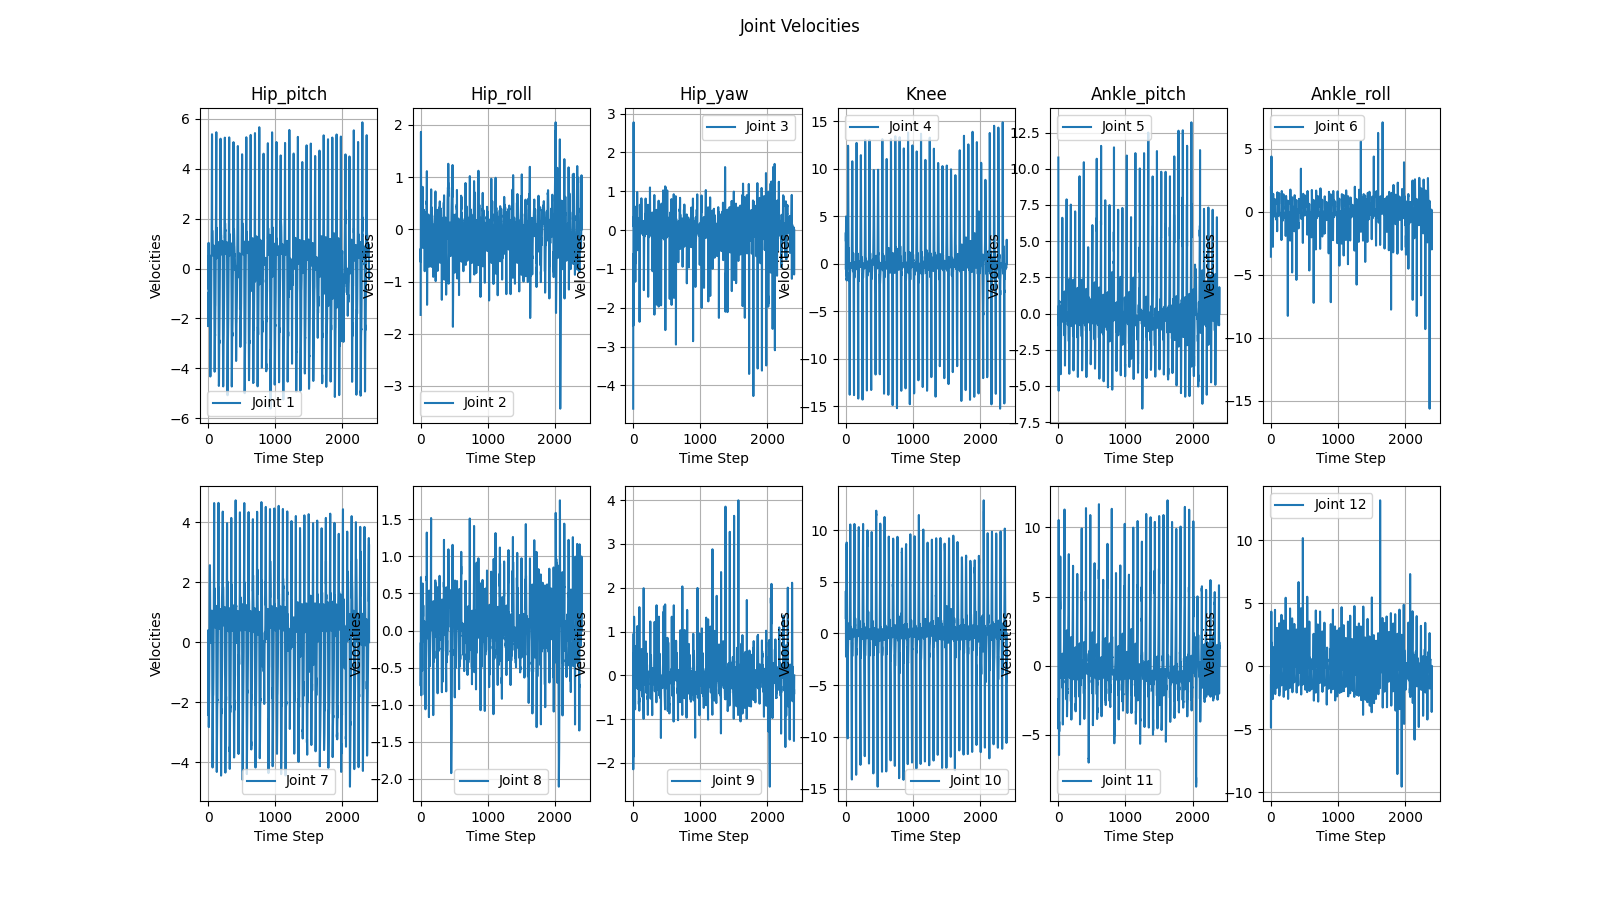 Joint Velocities
Hip_pitch Hip_roll Hip_yaw Knee Ankle_pitch Ankle_roll
Velocities
6
4
2
0
−2
−4
−6
Joint 1
0 1000 2000
Time Step
Velocities
2
1
0
−1
−2
−3
Joint 2
0 1000 2000
Time Step
Velocities
3
2
1
0
−1
−2
−3
−4
Joint 3
0 1000 2000
Time Step
Velocities
15
10
5
0
−5
−10
−15
Joint 4
0 1000 2000
Time Step
Velocities
12.5
10.0
7.5
5.0
2.5
0.0
−2.5
−5.0
−7.5
Joint 5
0 1000 2000
Time Step
Velocities
5
0
−5
−10
−15
Joint 6
0 1000 2000
Time Step
Velocities
4
2
0
−2
−4
Joint 7
0 1000 2000
Time Step
Velocities
1.5
1.0
0.5
0.0
−0.5
−1.0
−1.5
−2.0
Joint 8
0 1000 2000
Time Step
Velocities
4
3
2
1
0
−1
−2
Joint 9
0 1000 2000
Time Step
Velocities
10
5
0
−5
−10
−15
Joint 10
0 1000 2000
Time Step
Velocities
10
5
0
−5
Joint 11
0 1000 2000
Time Step
Velocities
10
5
0
−5
−10
Joint 12
0 1000 2000
Time Step